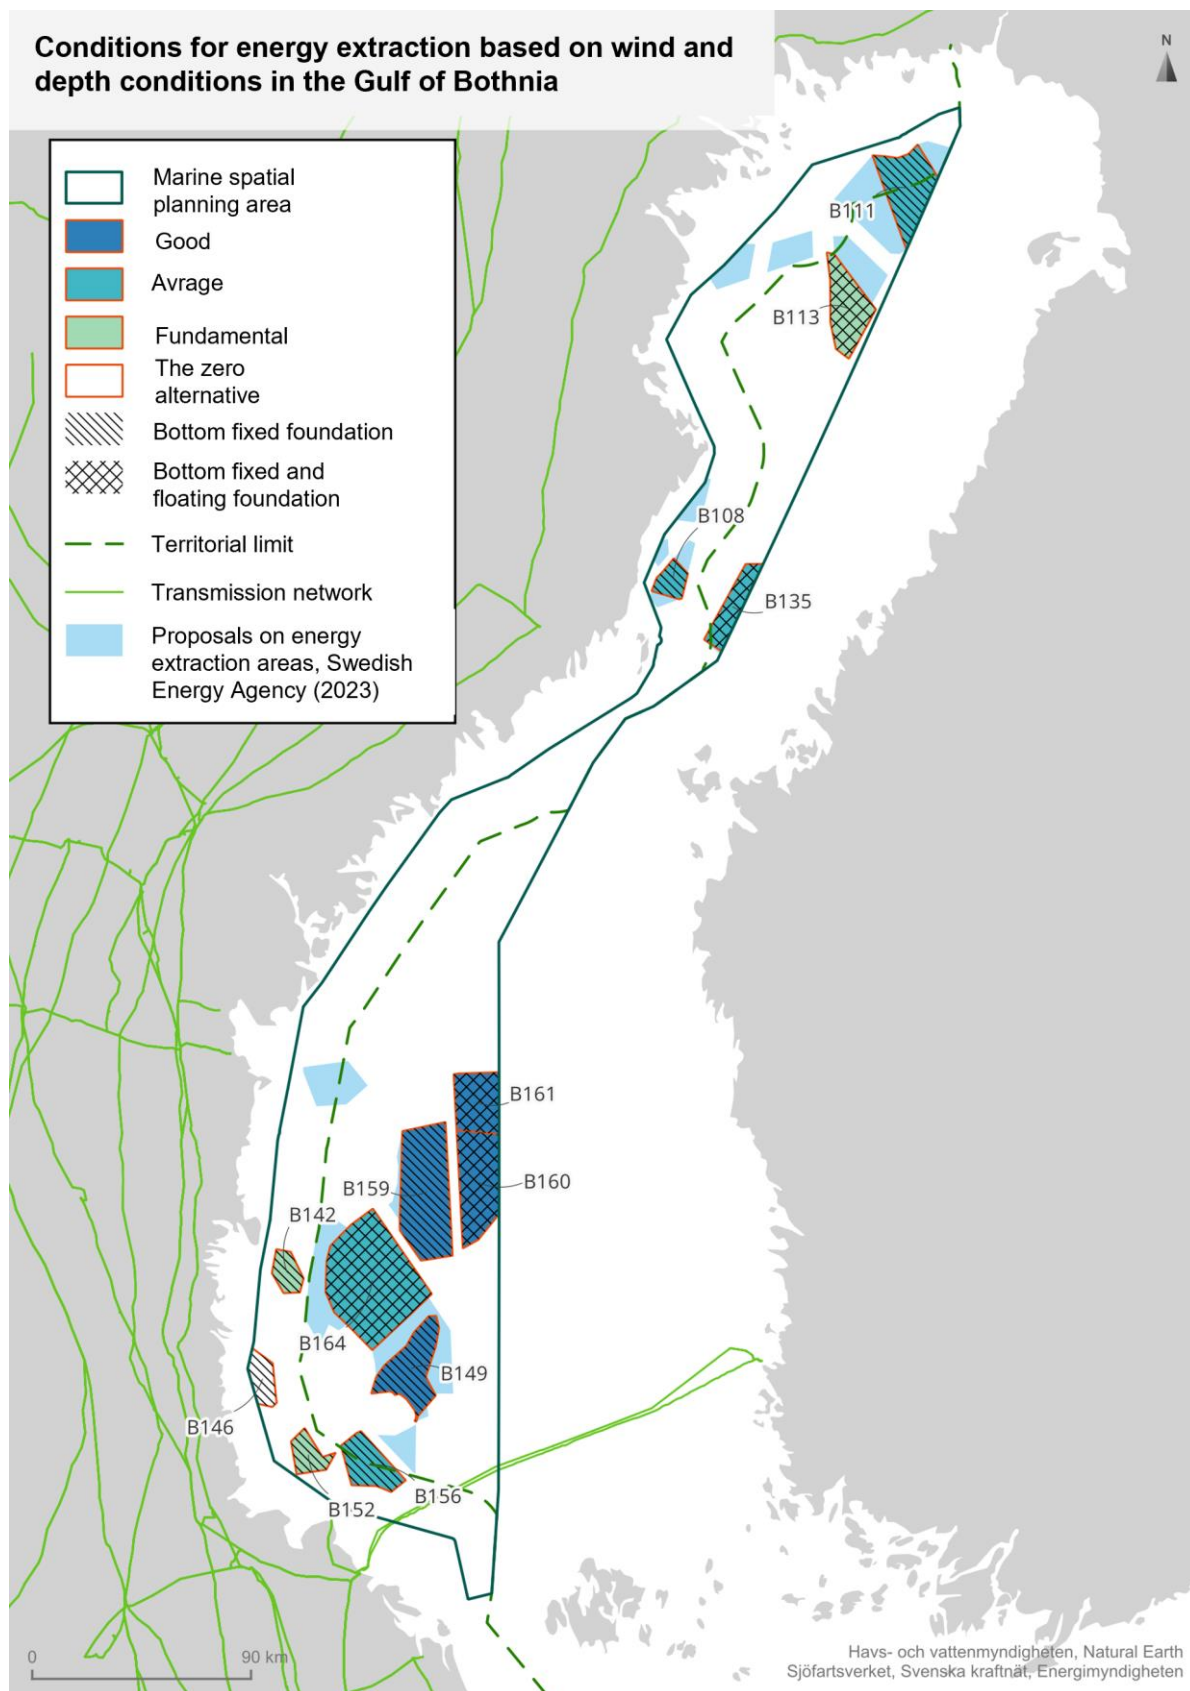 Conditions for energy extraction based on wind and
depth conditions in the Gulf of Bothnia
N
Marine spatial
planning area
Good
Avrage
Fundamental
The zero
alternative
Bottom fixed foundation
Bottom fixed and
floating foundation
Territorial limit
Transmission network
Proposals on energy
extraction areas, Swedish
Energy Agency (2023)
B111
B113
B108
B135
B161
B160
B159
B142
B164
B149
B146
B156
B152
0
90 km
Havs- och vattenmyndigheten, Natural Earth
Sjöfartsverket, Svenska kraftnät, Energimyndigheten